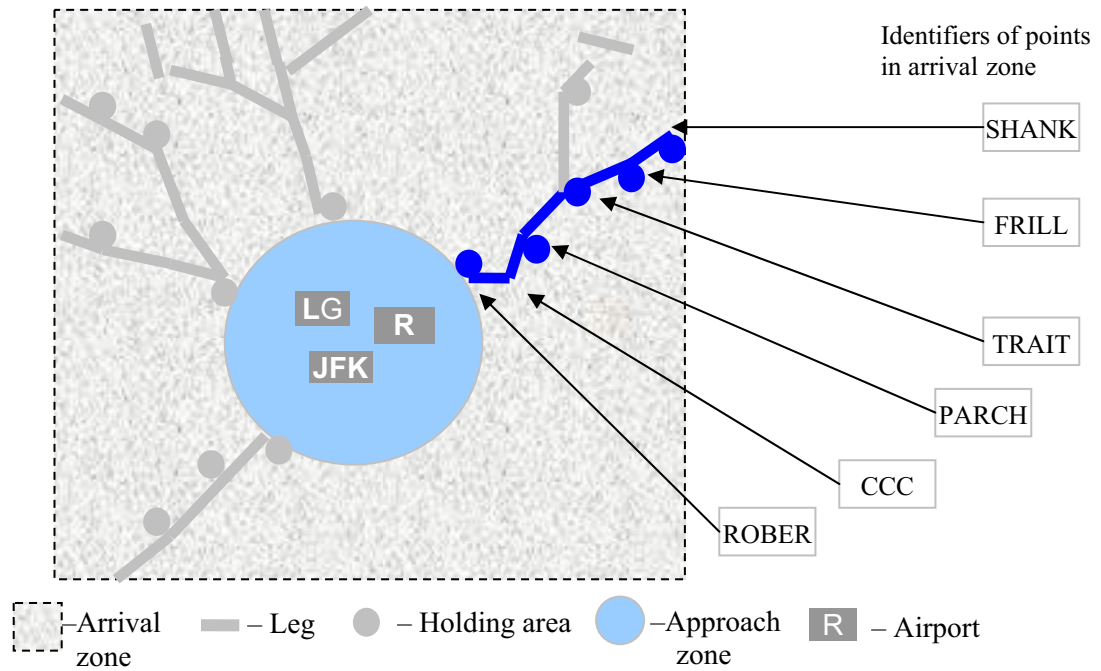 Identifiers of points
in arrival zone
SHANK
FRILL
TRAIT
PARCH
CCC
ROBER
LG
R
JFK
–Arrival
zone
– Leg
– Holding area
–Approach
zone
R
– Airport